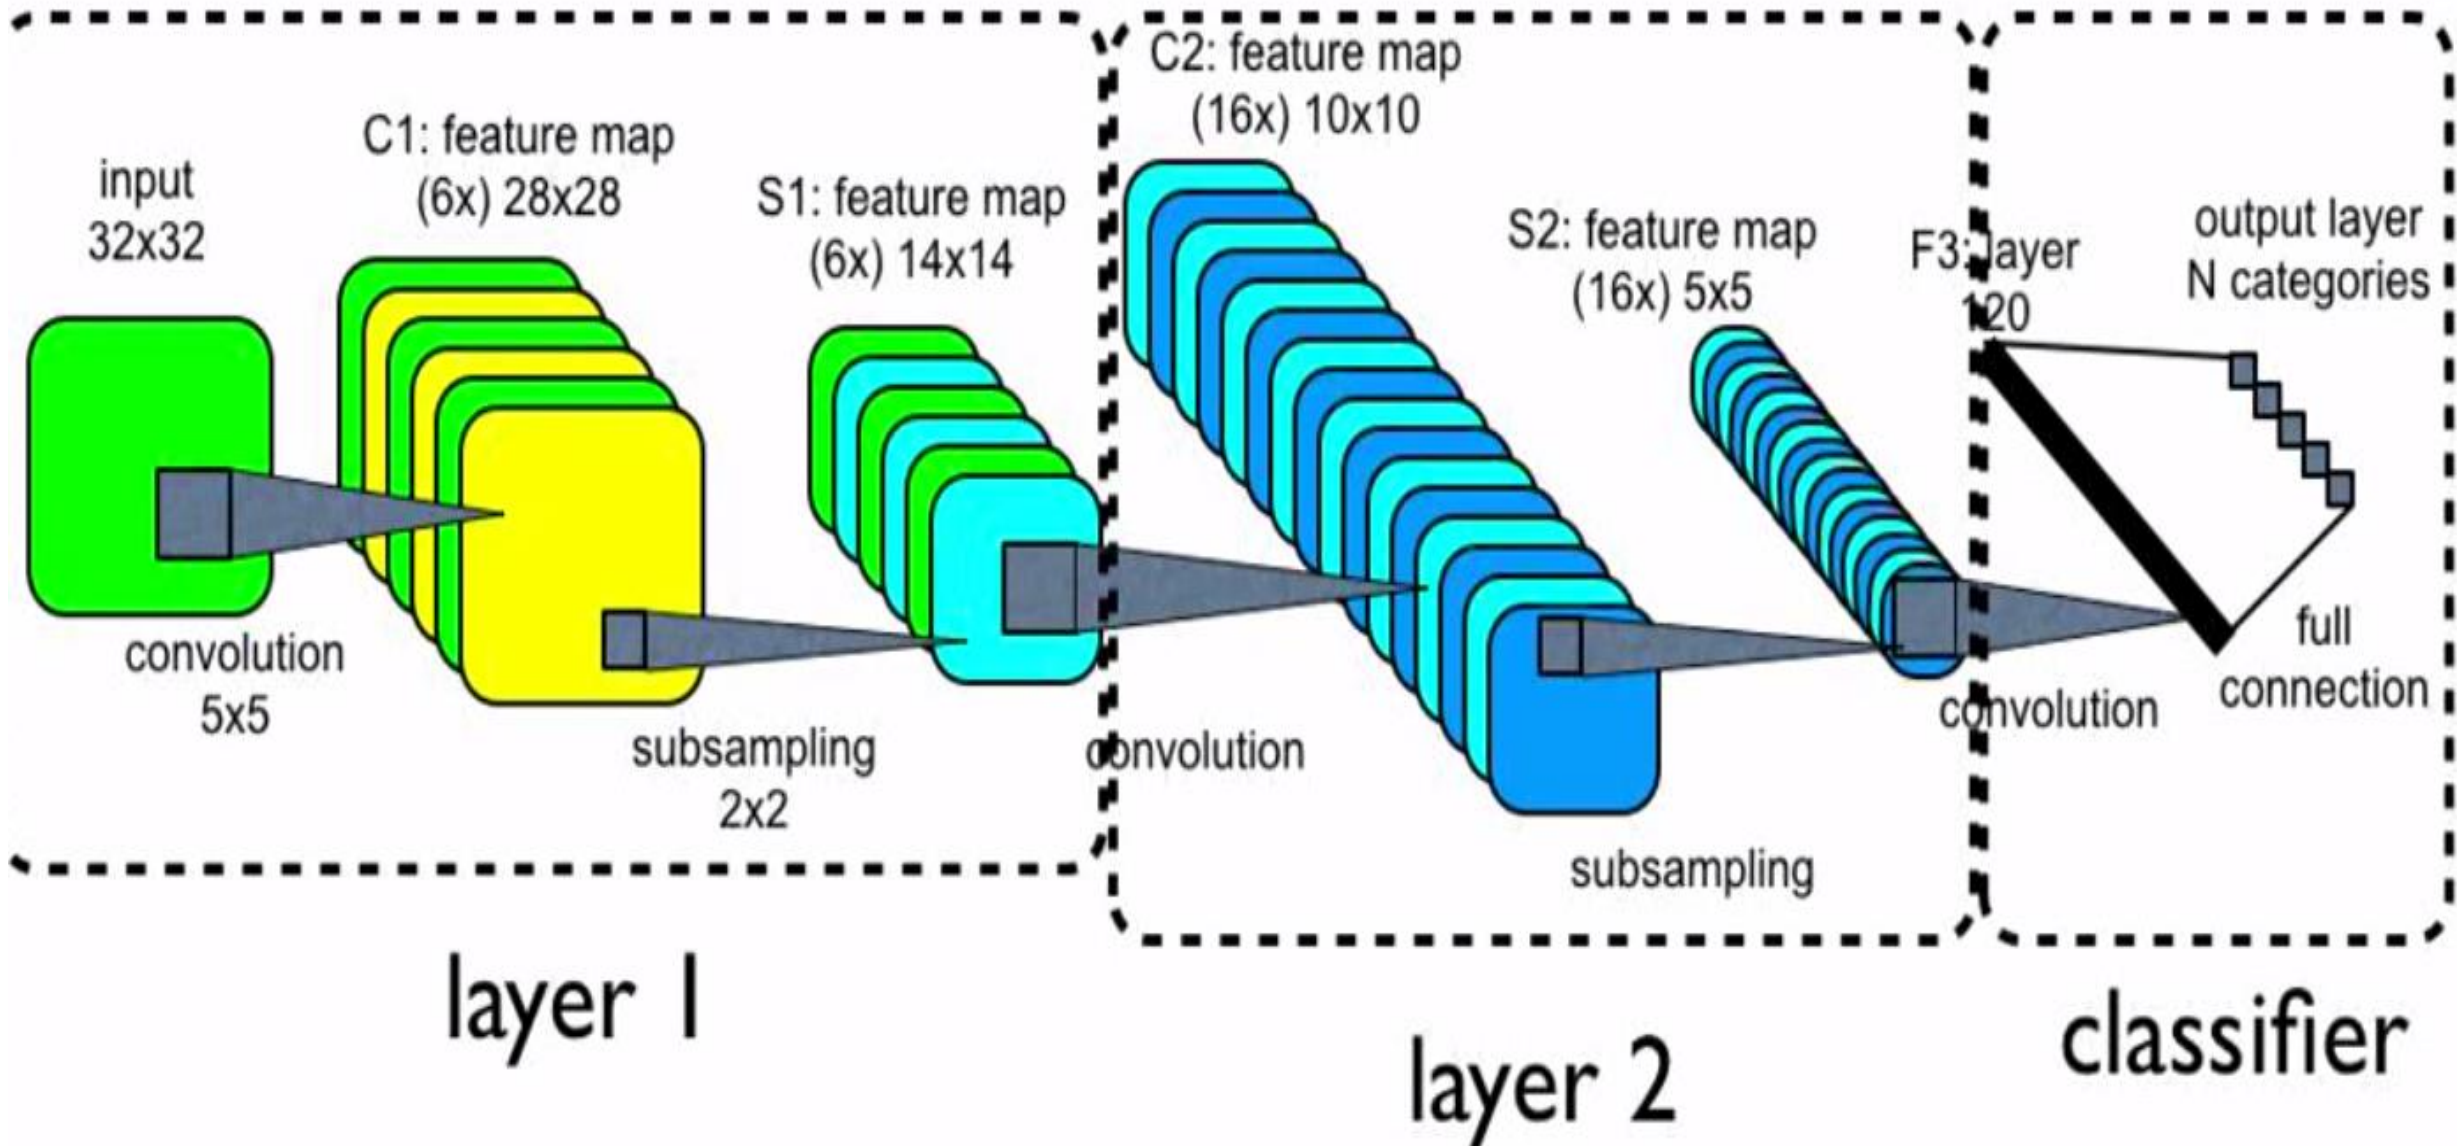 input
32x32
C1: feature map
(6x) 28x28
S1: feature map
(6x) 14x14
C2: feature map
(16x) 10x10
S2: feature map
(16x) 5x5
F3: layer
120
output layer
N categories
convolution
5x5
subsampling
2x2
convolution
subsampling
convolution
full
connection
layer 1
layer 2
classifier